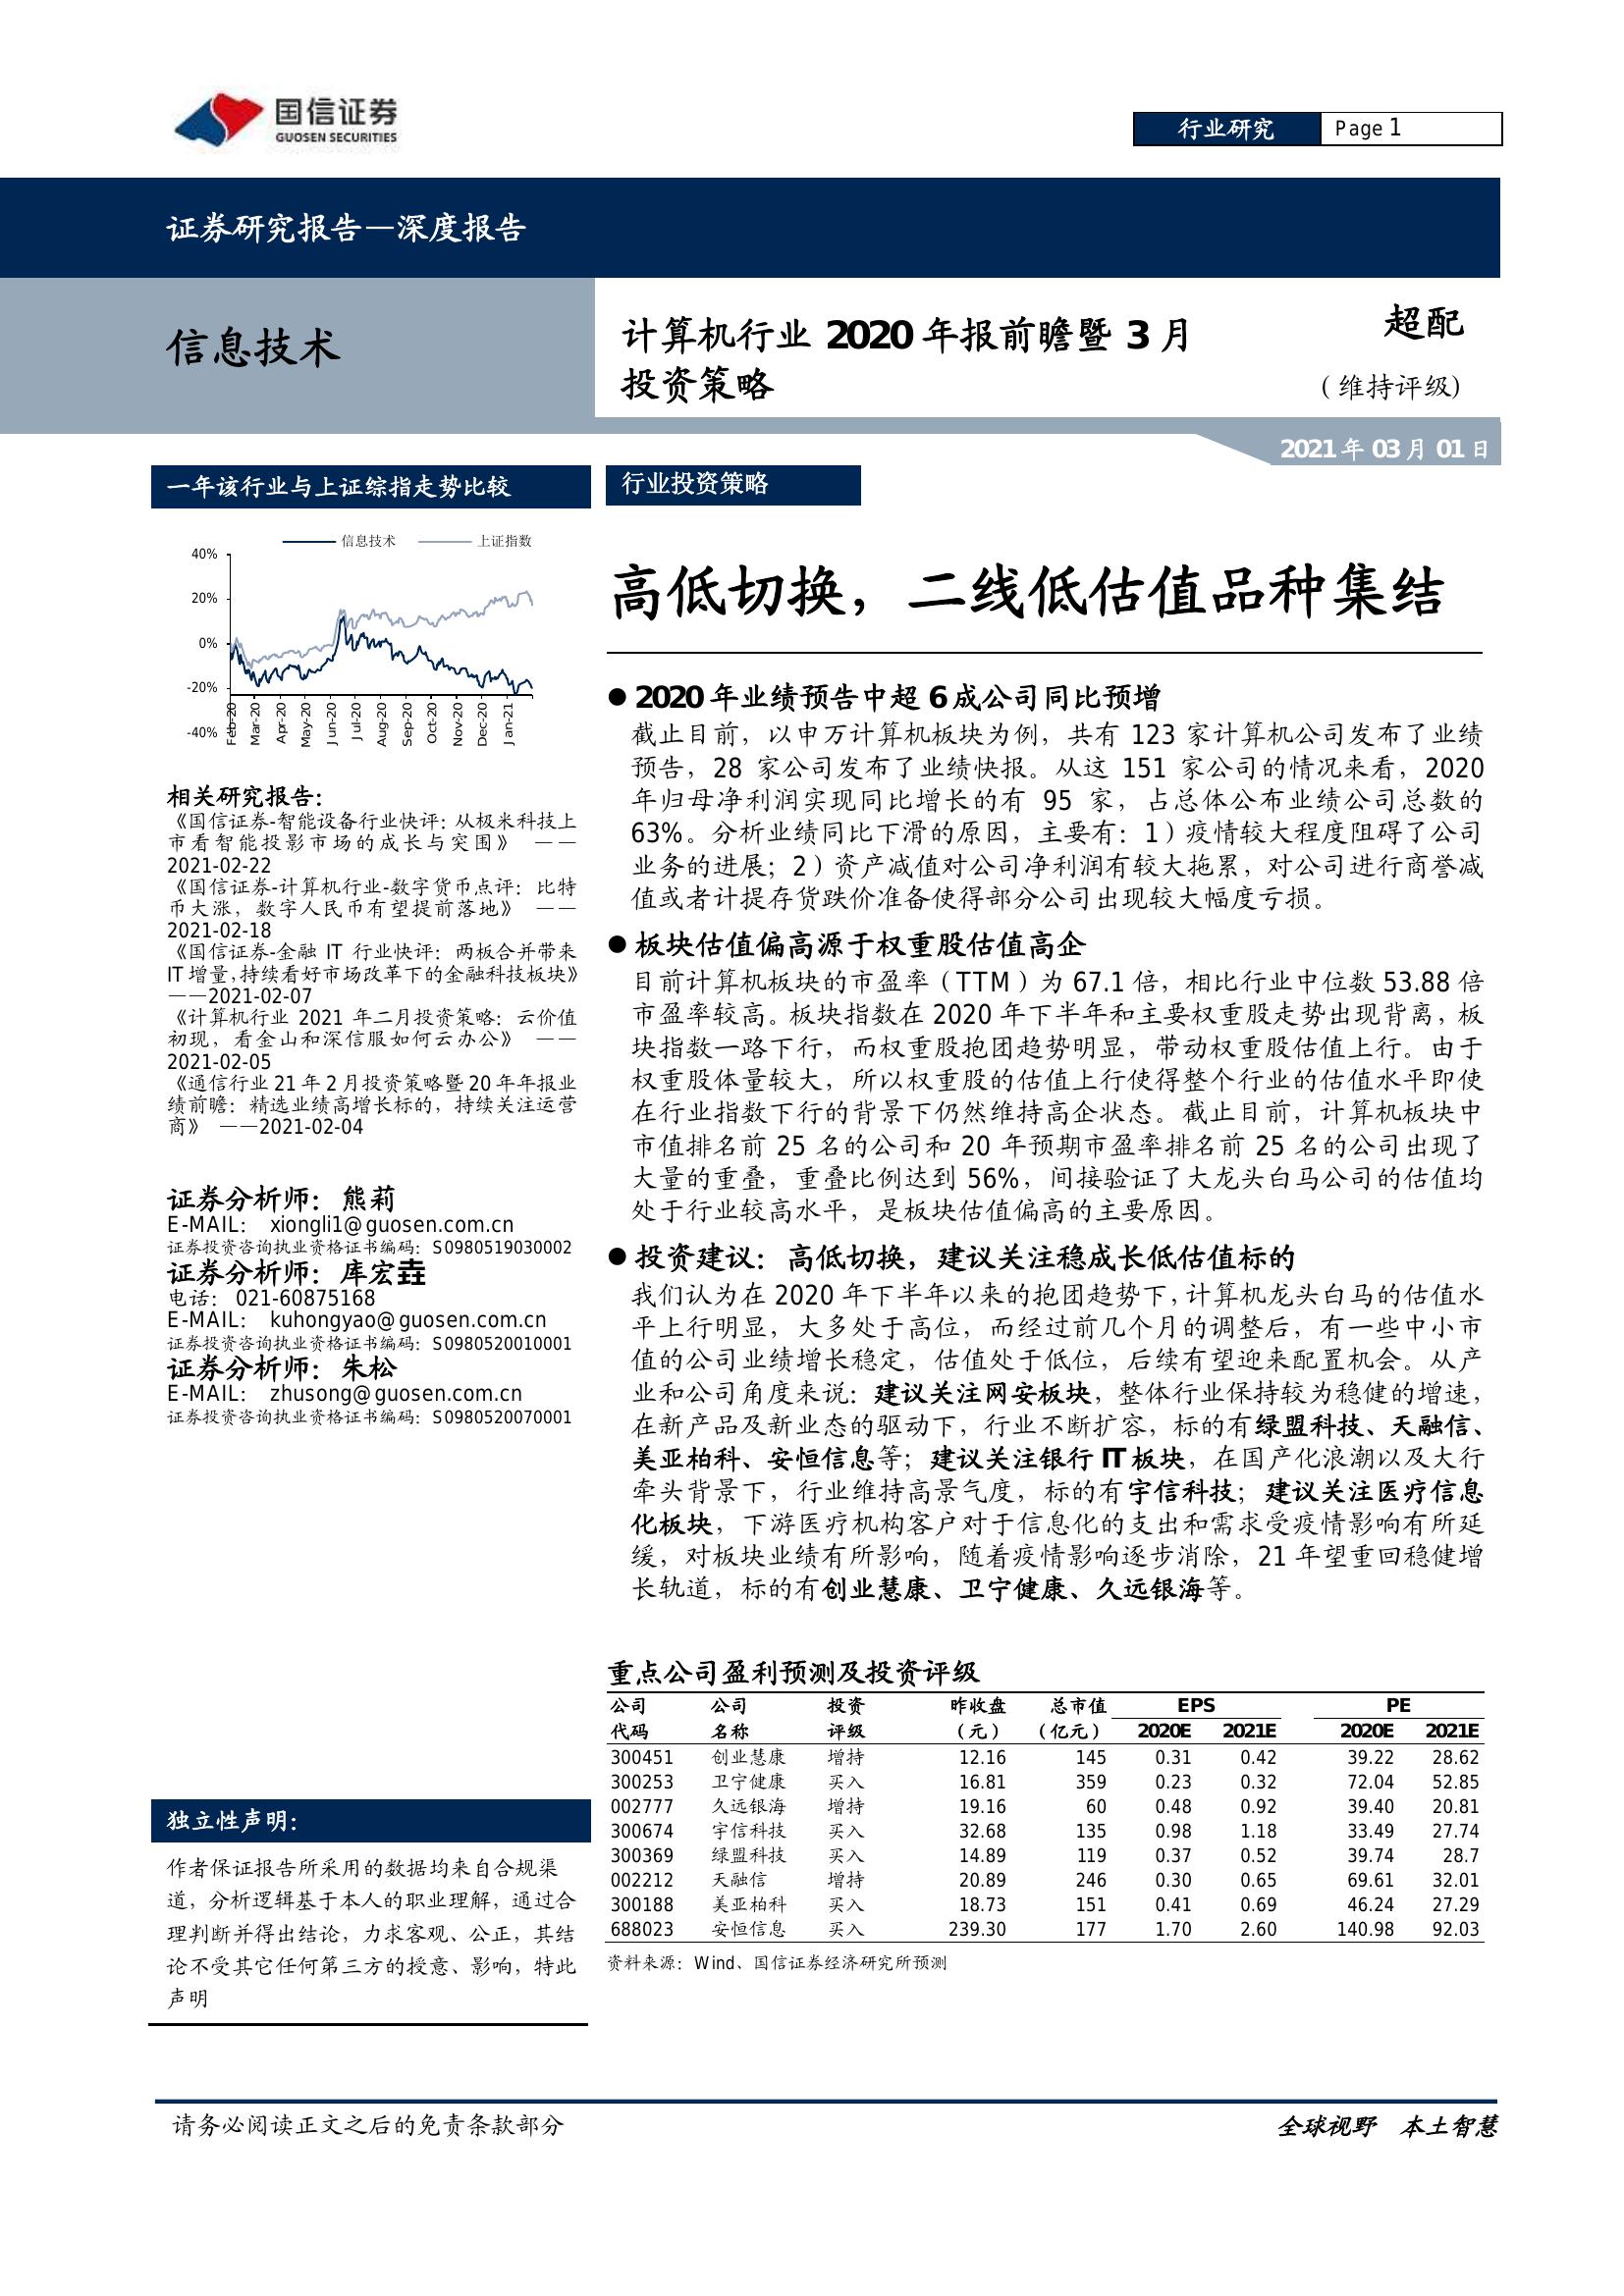 国信证券
GUOSEN SECURITIES
行业研究
Page 1
证券研究报告—深度报告
信息技术
计算机行业 2020 年报前瞻暨 3 月
投资策略
超配
(维持评级)
2021 年 03 月 01 日
一年该行业与上证综指走势比较
信息技术 上证指数
40%
20%
0%
-20%
-40%
Feb-20 Mar-20 Apr-20 May-20 Jun-20 Jul-20 Aug-20 Sep-20 Oct-20 Nov-20 Dec-20 Jan-21
相关研究报告：
《国信证券-智能设备行业快评：从极米科技上
市看智能投影市场的成长与突围》 ——
2021-02-22
《国信证券-计算机行业-数字货币点评：比特
币大涨，数字人民币有望提前落地》 ——
2021-02-18
《国信证券-金融 IT 行业快评：两板合并带来
IT 增量,持续看好市场改革下的金融科技板块》
——2021-02-07
《计算机行业 2021 年二月投资策略：云价值
初现，看金山和深信服如何云办公》 ——
2021-02-05
《通信行业 21 年 2 月投资策略暨 20 年年报业
绩前瞻：精选业绩高增长标的，持续关注运营
商》 ——2021-02-04
证券分析师：熊莉
E-MAIL： xiongli1@guosen.com.cn
证券投资咨询执业资格证书编码：S0980519030002
证券分析师：库宏垚
电话： 021-60875168
E-MAIL： kuhongyao@guosen.com.cn
证券投资咨询执业资格证书编码：S0980520010001
证券分析师：朱松
E-MAIL： zhusong@guosen.com.cn
证券投资咨询执业资格证书编码：S0980520070001
独立性声明：
作者保证报告所采用的数据均来自合规渠
道，分析逻辑基于本人的职业理解，通过合
理判断并得出结论，力求客观、公正，其结
论不受其它任何第三方的授意、影响，特此
声明
行业投资策略
高低切换，二线低估值品种集结
● 2020 年业绩预告中超 6 成公司同比预增
截止目前，以申万计算机板块为例，共有 123 家计算机公司发布了业绩
预告，28 家公司发布了业绩快报。从这 151 家公司的情况来看，2020
年归母净利润实现同比增长的有 95 家，占总体公布业绩公司总数的
63%。分析业绩同比下滑的原因，主要有：1）疫情较大程度阻碍了公司
业务的进展；2）资产减值对公司净利润有较大拖累，对公司进行商誉减
值或者计提存货跌价准备使得部分公司出现较大幅度亏损。
● 板块估值偏高源于权重股估值高企
目前计算机板块的市盈率（TTM）为 67.1 倍，相比行业中位数 53.88 倍
市盈率较高。板块指数在 2020 年下半年和主要权重股走势出现背离，板
块指数一路下行，而权重股抱团趋势明显，带动权重股估值上行。由于
权重股体量较大，所以权重股的估值上行使得整个行业的估值水平即使
在行业指数下行的背景下仍然维持高企状态。截止目前，计算机板块中
市值排名前 25 名的公司和 20 年预期市盈率排名前 25 名的公司出现了
大量的重叠，重叠比例达到 56%，间接验证了大龙头白马公司的估值均
处于行业较高水平，是板块估值偏高的主要原因。
● 投资建议：高低切换，建议关注稳成长低估值标的
我们认为在 2020 年下半年以来的抱团趋势下，计算机龙头白马的估值水
平上行明显，大多处于高位，而经过前几个月的调整后，有一些中小市
值的公司业绩增长稳定，估值处于低位，后续有望迎来配置机会。从产
业和公司角度来说：建议关注网安板块，整体行业保持较为稳健的增速，
在新产品及新业态的驱动下，行业不断扩容，标的有绿盟科技、天融信、
美亚柏科、安恒信息等；建议关注银行 IT 板块，在国产化浪潮以及大行
牵头背景下，行业维持高景气度，标的有宇信科技；建议关注医疗信息
化板块，下游医疗机构客户对于信息化的支出和需求受疫情影响有所延
缓，对板块业绩有所影响，随着疫情影响逐步消除，21 年望重回稳健增
长轨道，标的有创业慧康、卫宁健康、久远银海等。
重点公司盈利预测及投资评级
公司 公司 投资 昨收盘 总市值 EPS PE
代码 名称 评级 （元） （亿元） 2020E 2021E 2020E 2021E
300451 创业慧康 增持 12.16 145 0.31 0.42 39.22 28.62
300253 卫宁健康 买入 16.81 359 0.23 0.32 72.04 52.85
002777 久远银海 增持 19.16 60 0.48 0.92 39.40 20.81
300674 宇信科技 买入 32.68 135 0.98 1.18 33.49 27.74
300369 绿盟科技 买入 14.89 119 0.37 0.52 39.74 28.7
002212 天融信 增持 20.89 246 0.30 0.65 69.61 32.01
300188 美亚柏科 买入 18.73 151 0.41 0.69 46.24 27.29
688023 安恒信息 买入 239.30 177 1.70 2.60 140.98 92.03
资料来源：Wind、国信证券经济研究所预测
请务必阅读正文之后的免责条款部分
全球视野 本土智慧